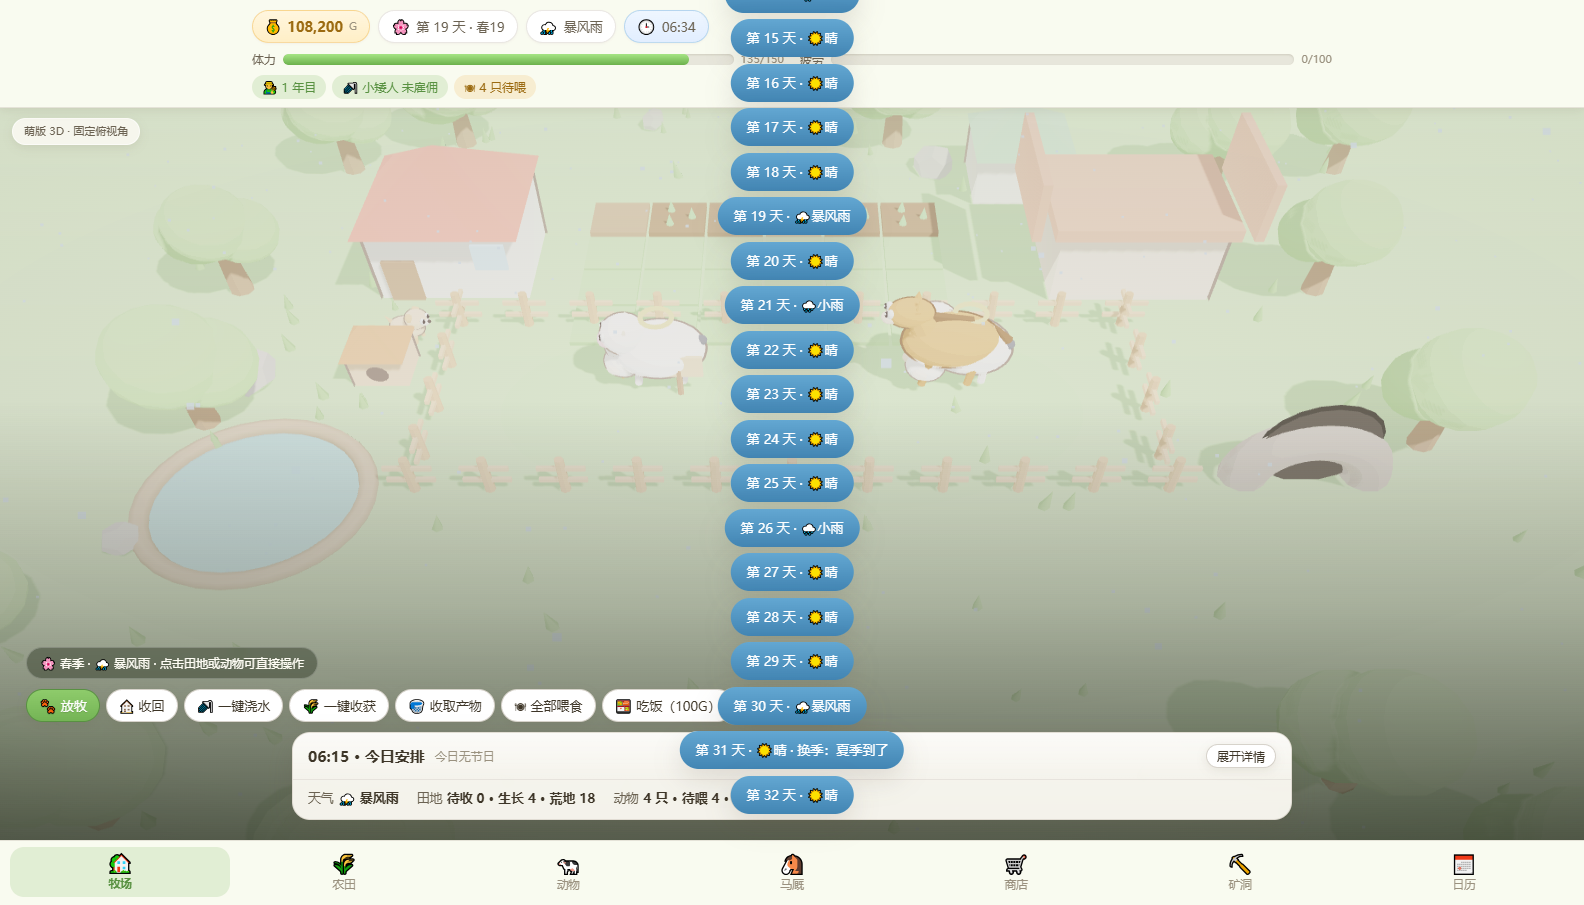 108,200 G
第 19 天 · 春19
暴风雨
06:34
体力
135/150
疲劳
0/100
1 年目
小矮人 未雇佣
4 只待喂
萌版 3D · 固定俯视角
第 15 天 · 晴
第 16 天 · 晴
第 17 天 · 晴
第 18 天 · 晴
第 19 天 · 暴风雨
第 20 天 · 晴
第 21 天 · 小雨
第 22 天 · 晴
第 23 天 · 晴
第 24 天 · 晴
第 25 天 · 晴
第 26 天 · 小雨
第 27 天 · 晴
第 28 天 · 晴
第 29 天 · 晴
第 30 天 · 暴风雨
第 31 天 · 晴 · 换季：夏季到了
第 32 天 · 晴
春季 · 暴风雨 · 点击田地或动物可直接操作
放牧
收回
一键浇水
一键收获
收取产物
全部喂食
吃饭（100G）
06:15 • 今日安排 今日无节日
展开详情
天气 暴风雨 田地 待收 0 • 生长 4 • 荒地 18 动物 4 只 • 待喂 4 •
牧场
农田
动物
马厩
商店
矿洞
日历